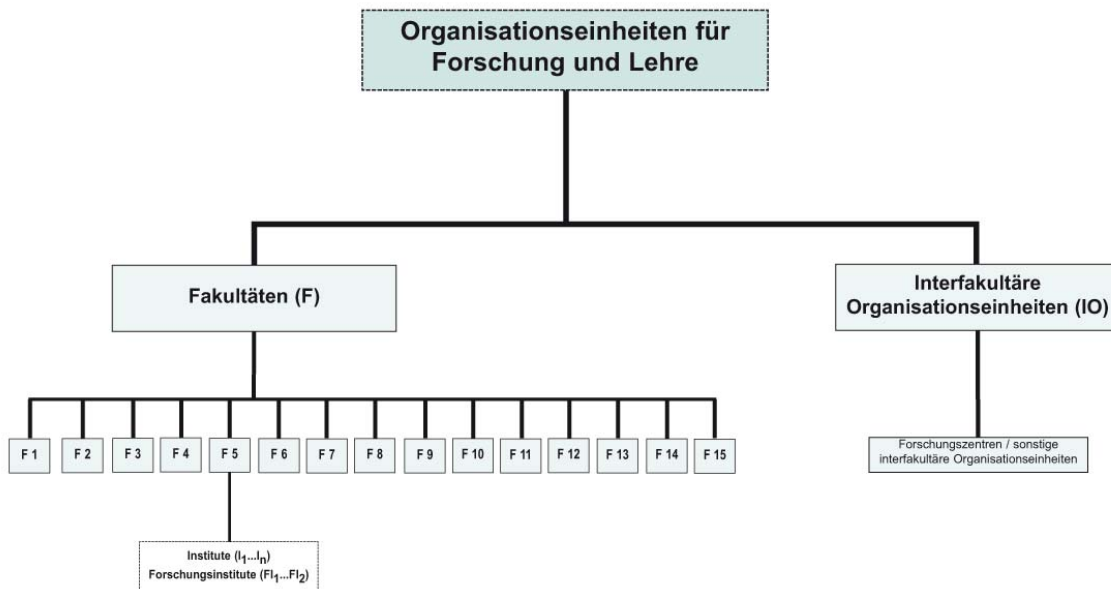 Organisationseinheiten für
Forschung und Lehre
Fakultäten (F)
Interfakultäre
Organisationseinheiten (IO)
F 1 F 2 F 3 F 4 F 5 F 6 F 7 F 8 F 9 F 10 F 11 F 12 F 13 F 14 F 15
Forschungszentren / sonstige
interfakultäre Organisationseinheiten
Institute (I1...In)
Forschungsinstitute (FI1...FI2)